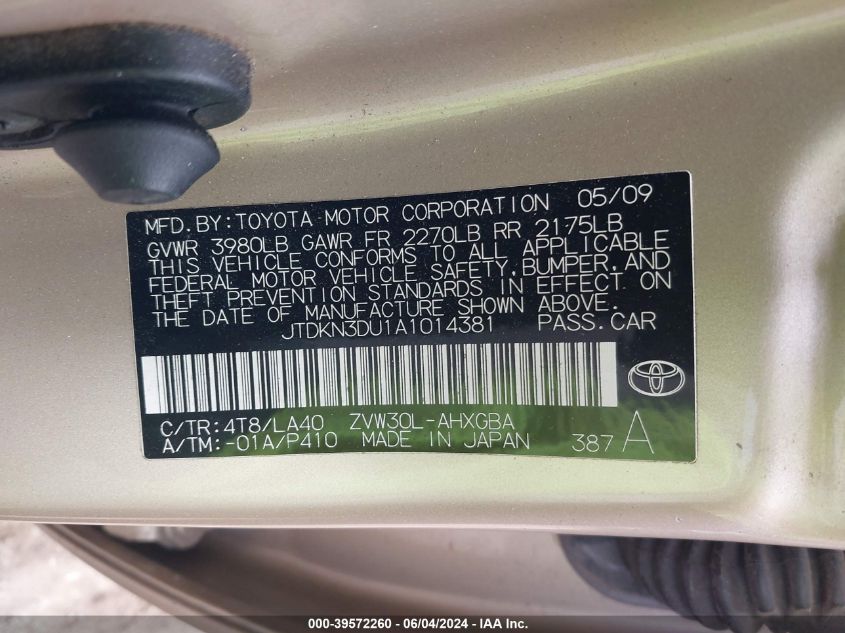 MFD. BY: TOYOTA MOTOR CORPORATION 05/09
GVWR 3980LB GAWR FR 2270LB RR 2175LB
THIS VEHICLE CONFORMS TO ALL APPLICABLE
FEDERAL MOTOR VEHICLE SAFETY, BUMPER, AND
THEFT PREVENTION STANDARDS IN EFFECT ON
THE DATE OF MANUFACTURE SHOWN ABOVE.
JTDKN3DU1A1014381 PASS.CAR
C/TR: 4T8/LA40 ZVW30L-AHXGBA
A/TM: -01A/P410 MADE IN JAPAN 387 A
000-39572260 - 06/04/2024 - IAA Inc.